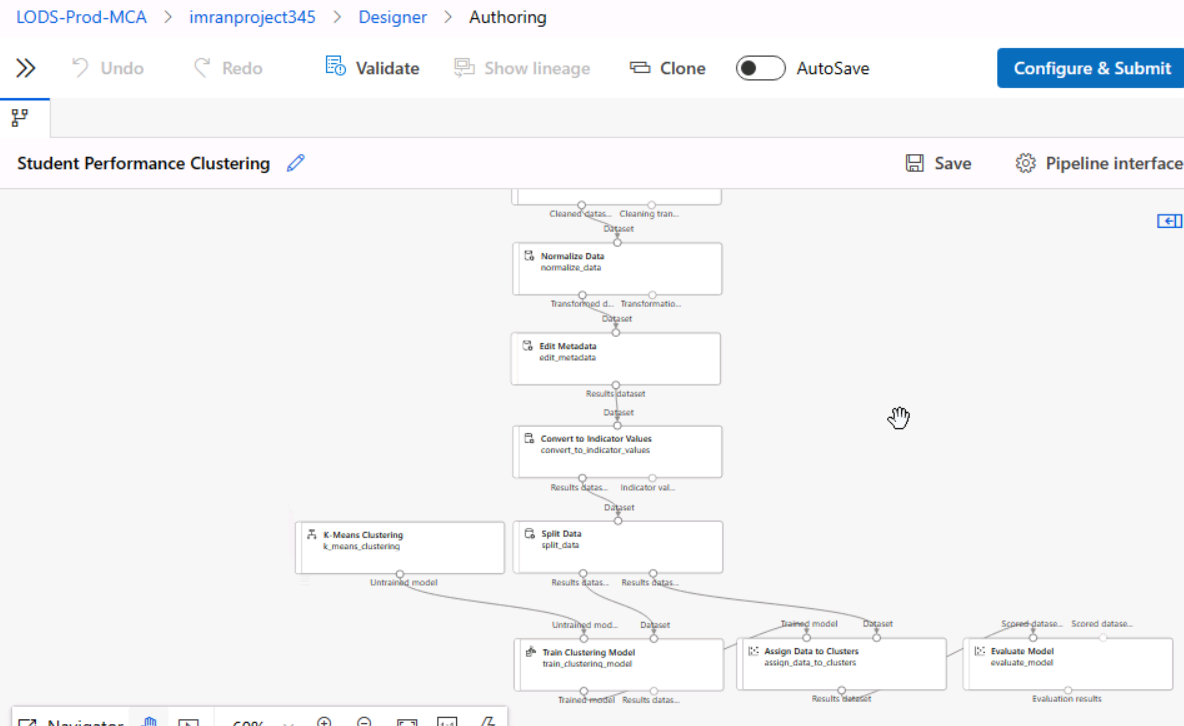 LODS-Prod-MCA > imranproject345 > Designer > Authoring
Undo Redo Validate Show lineage Clone AutoSave Configure & Submit
Student Performance Clustering Save Pipeline interface
Cleaned datas... Cleaning tran...
Dataset
Normalize Data
normalize_data
Transformed d... Transformatio...
Dataset
Edit Metadata
edit_metadata
Results dataset
Dataset
Convert to Indicator Values
convert_to_indicator_values
Results datas... Indicator val...
Dataset
K-Means Clustering
k_means_clustering
Untrained model
Split Data
split_data
Results datas... Results datas...
Untrained mod... Dataset
Train Clustering Model
train_clustering_model
Trained model Results datas...
Trained model Dataset
Assign Data to Clusters
assign_data_to_clusters
Results dataset
Scored datase... Scored datase...
Evaluate Model
evaluate_model
Evaluation results
Navigator 60%